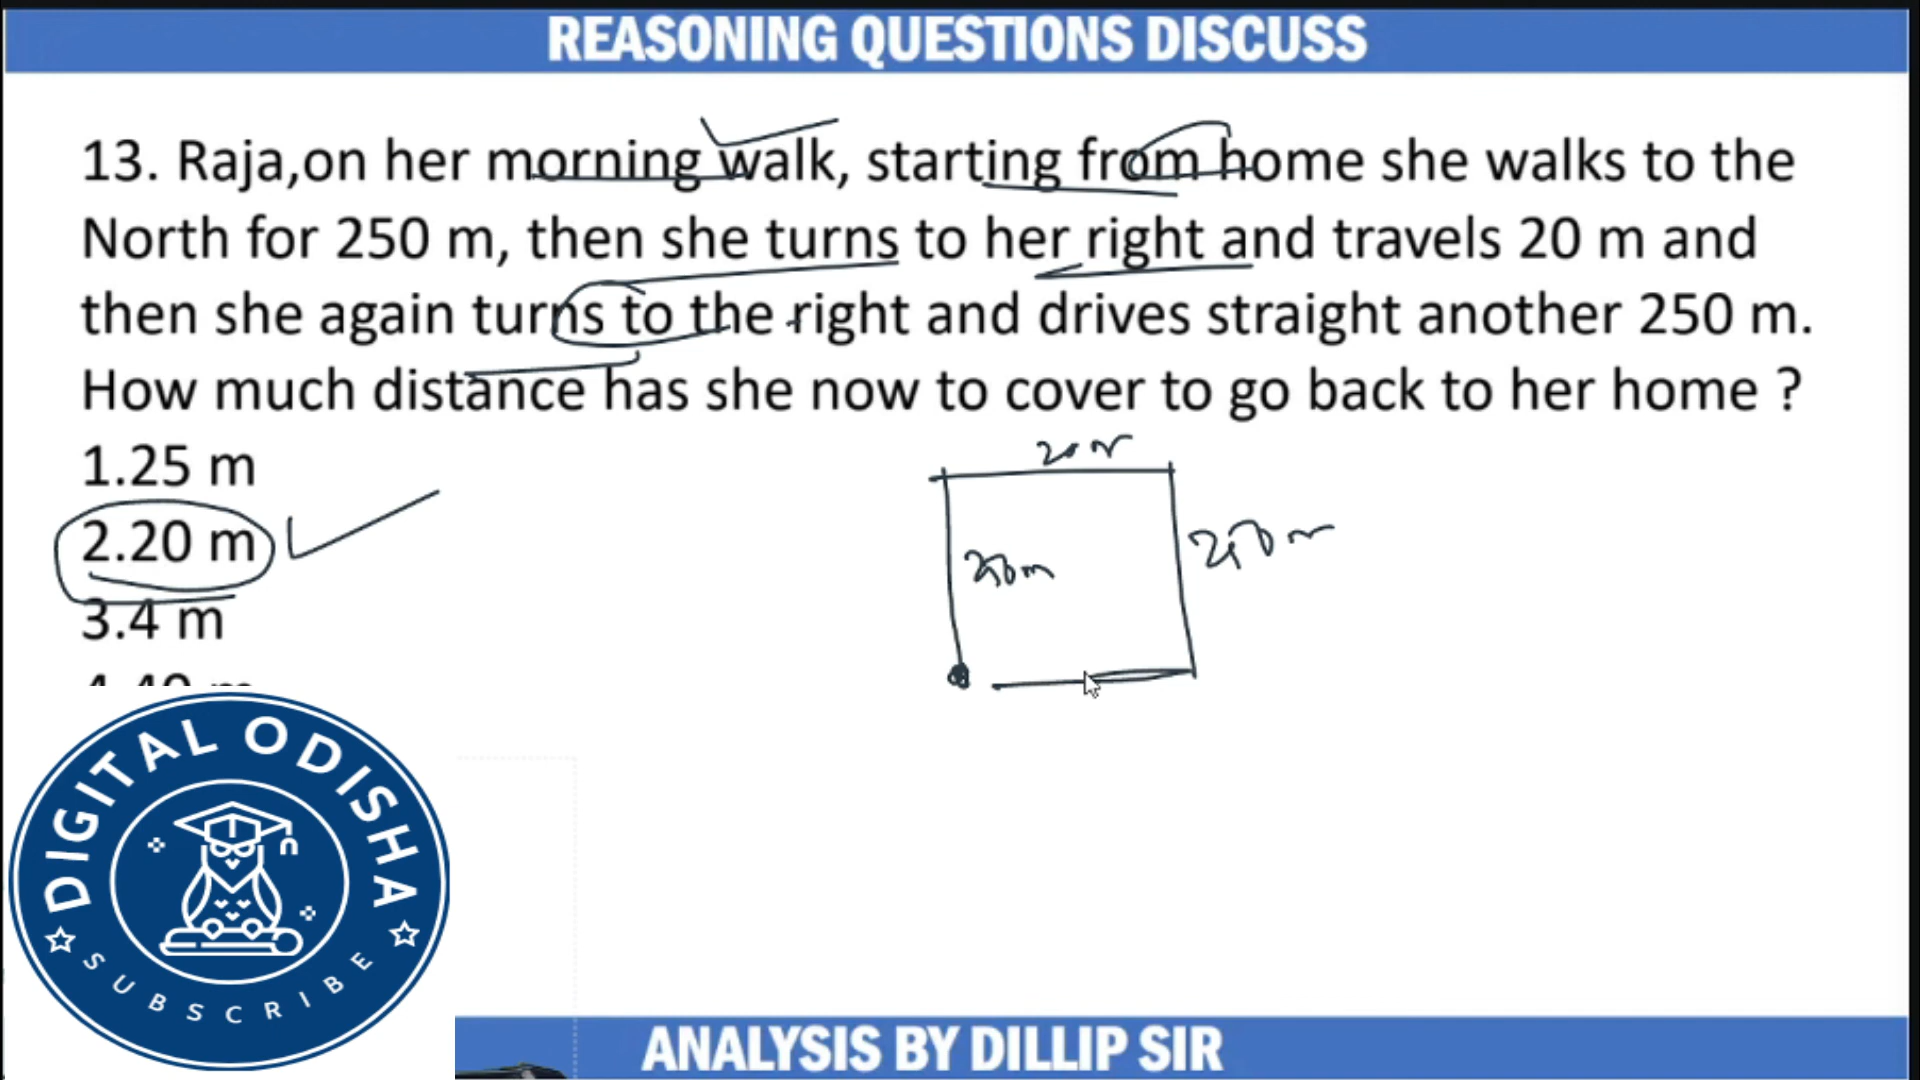 REASONING QUESTIONS DISCUSS
13. Raja,on her morning walk, starting from home she walks to the
North for 250 m, then she turns to her right and travels 20 m and
then she again turns to the right and drives straight another 250 m.
How much distance has she now to cover to go back to her home ?
1.25 m
2.20 m
3.4 m
20 m
250 m
250 m
DIGITAL ODISHA
SUBSCRIBE
ANALYSIS BY DILLIP SIR